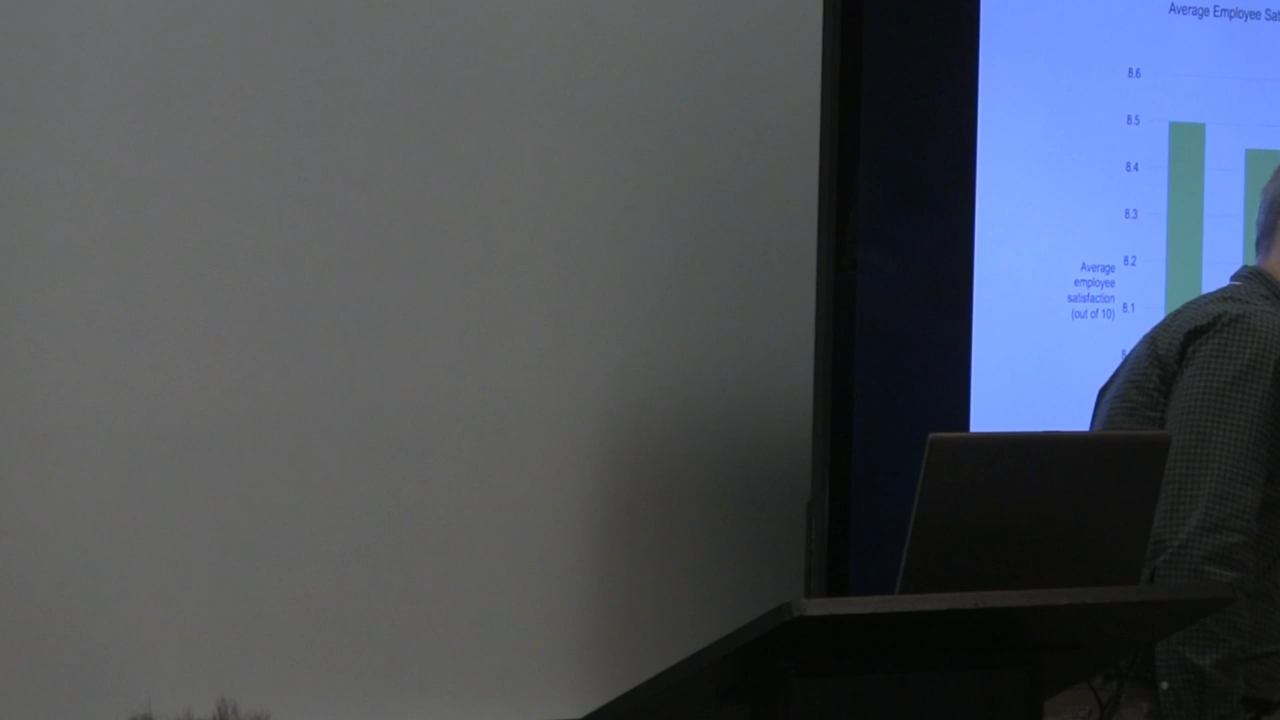 Average Employee
8.6
8.5
8.4
8.3
8.2
Average
employee
satisfaction
(out of 10)
8.1